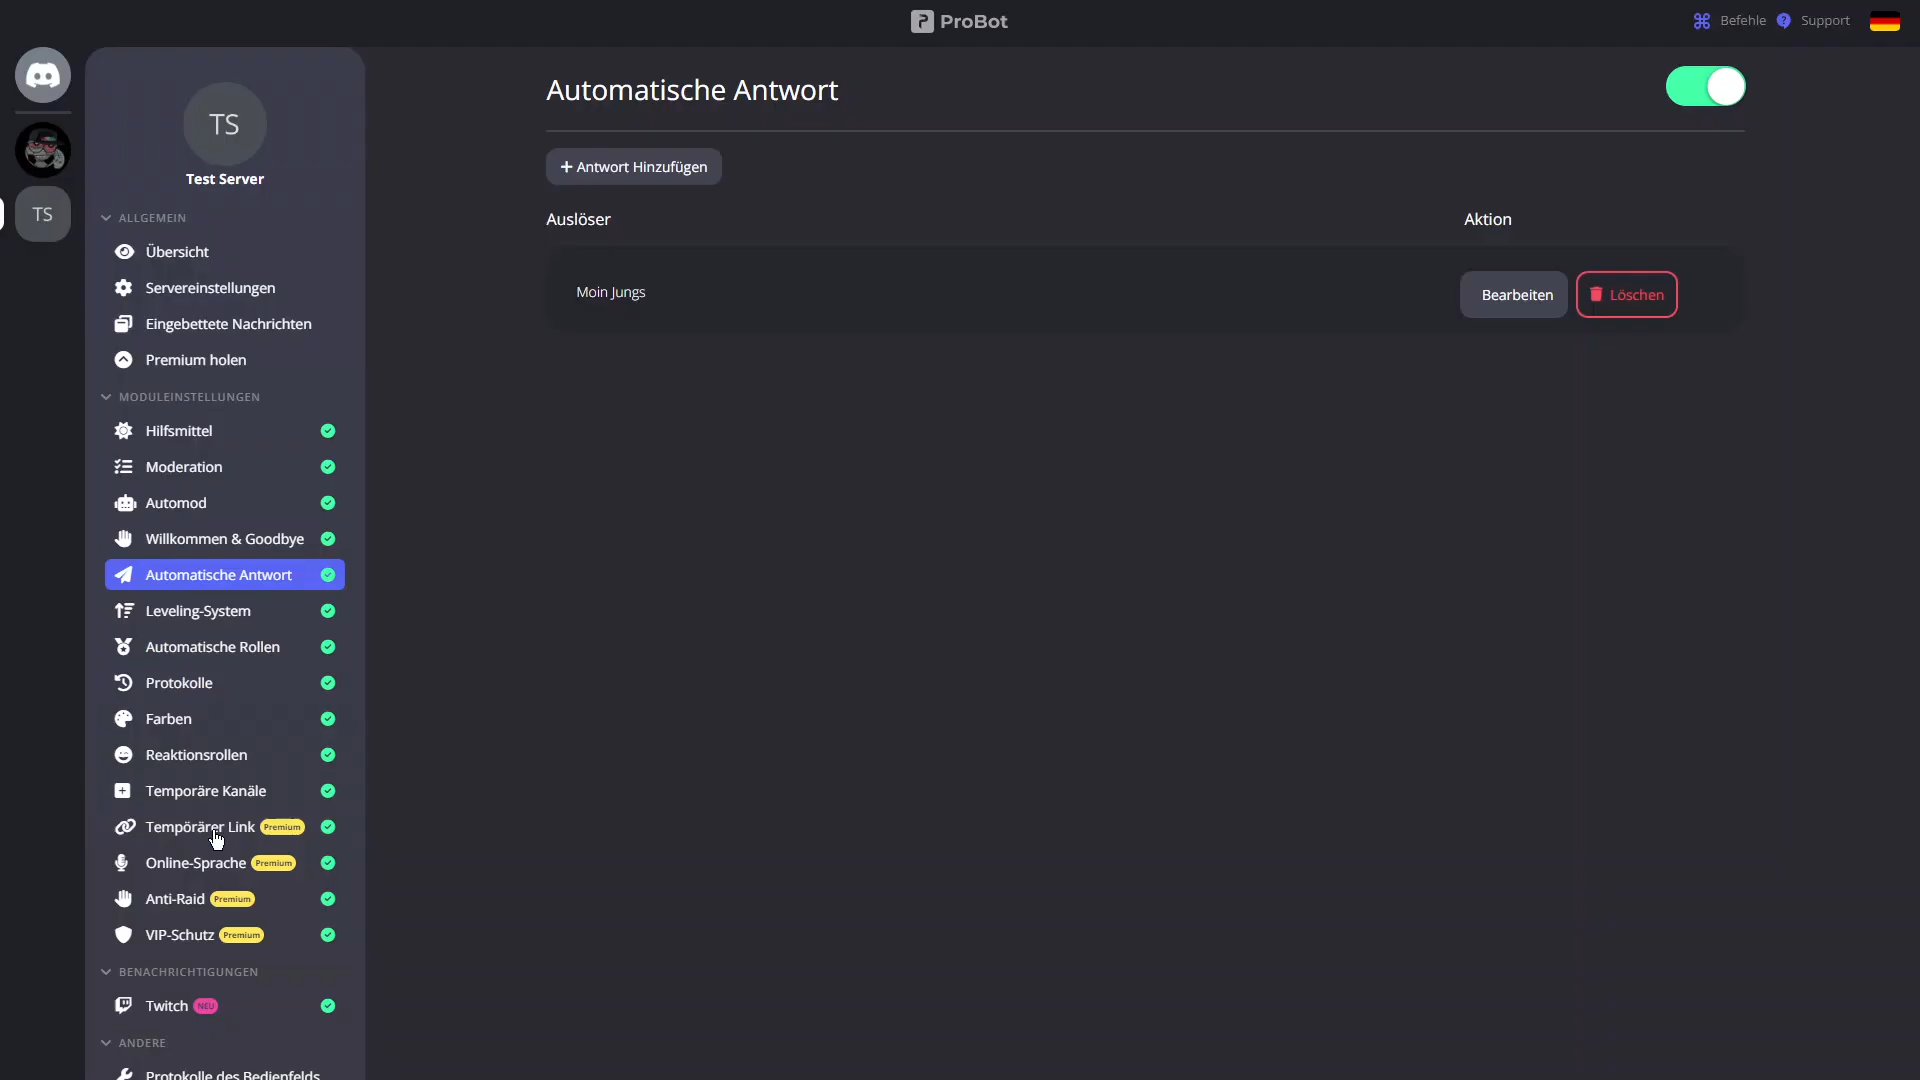 ProBot
Befehle
Support
TS
TS
Test Server
ALLGEMEIN
Übersicht
Servereinstellungen
Eingebettete Nachrichten
Premium holen
MODULEINSTELLUNGEN
Hilfsmittel
Moderation
Automod
Willkommen & Goodbye
Automatische Antwort
Leveling-System
Automatische Rollen
Protokolle
Farben
Reaktionsrollen
Temporäre Kanäle
Tempörärer Link Premium
Online-Sprache Premium
Anti-Raid Premium
VIP-Schutz Premium
BENACHRICHTIGUNGEN
Twitch NEU
ANDERE
Protokolle des Bedienfelds
Automatische Antwort
+ Antwort Hinzufügen
Auslöser
Aktion
Moin Jungs
Bearbeiten
Löschen